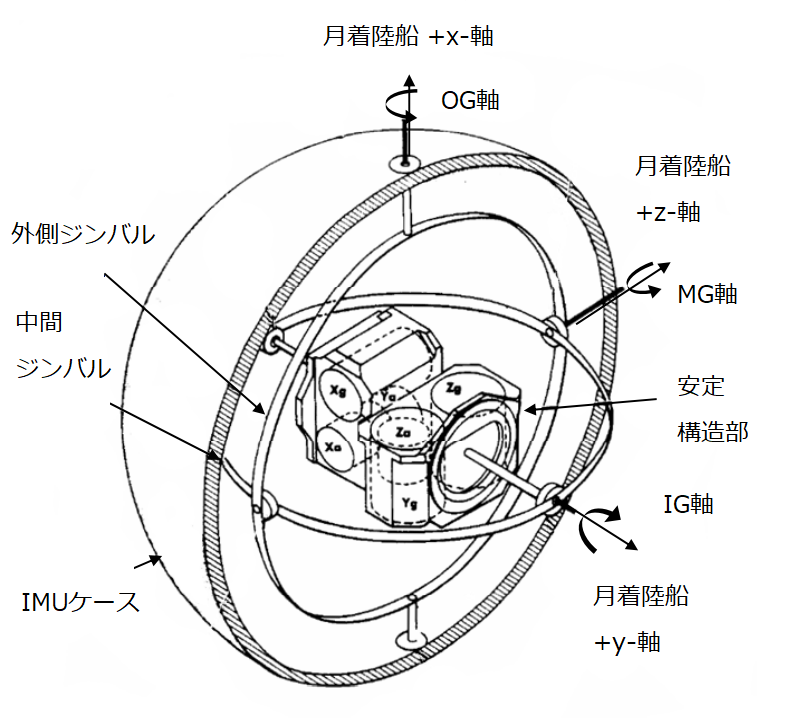 月着陸船 +x-軸
OG軸
月着陸船
+z-軸
外側ジンバル
MG軸
中間
ジンバル
安定
構造部
Xg
Ya
Zg
Za
Xa
Yg
IG軸
IMUケース
月着陸船
+y-軸